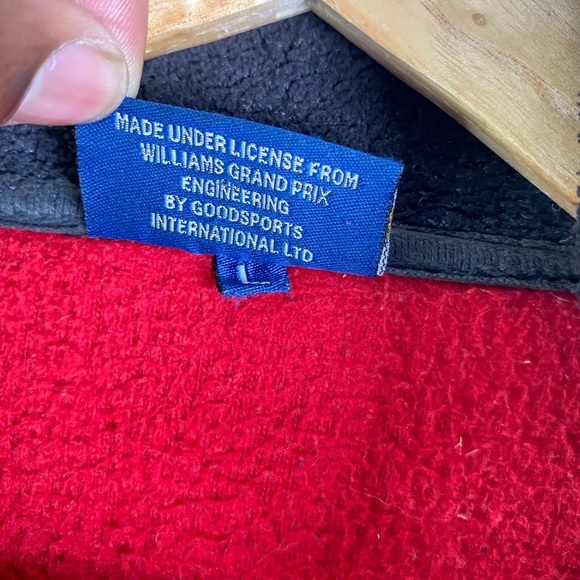 MADE UNDER LICENSE FROM
WILLIAMS GRAND PRIX
ENGINEERING
BY GOODSPORTS
INTERNATIONAL LTD
L